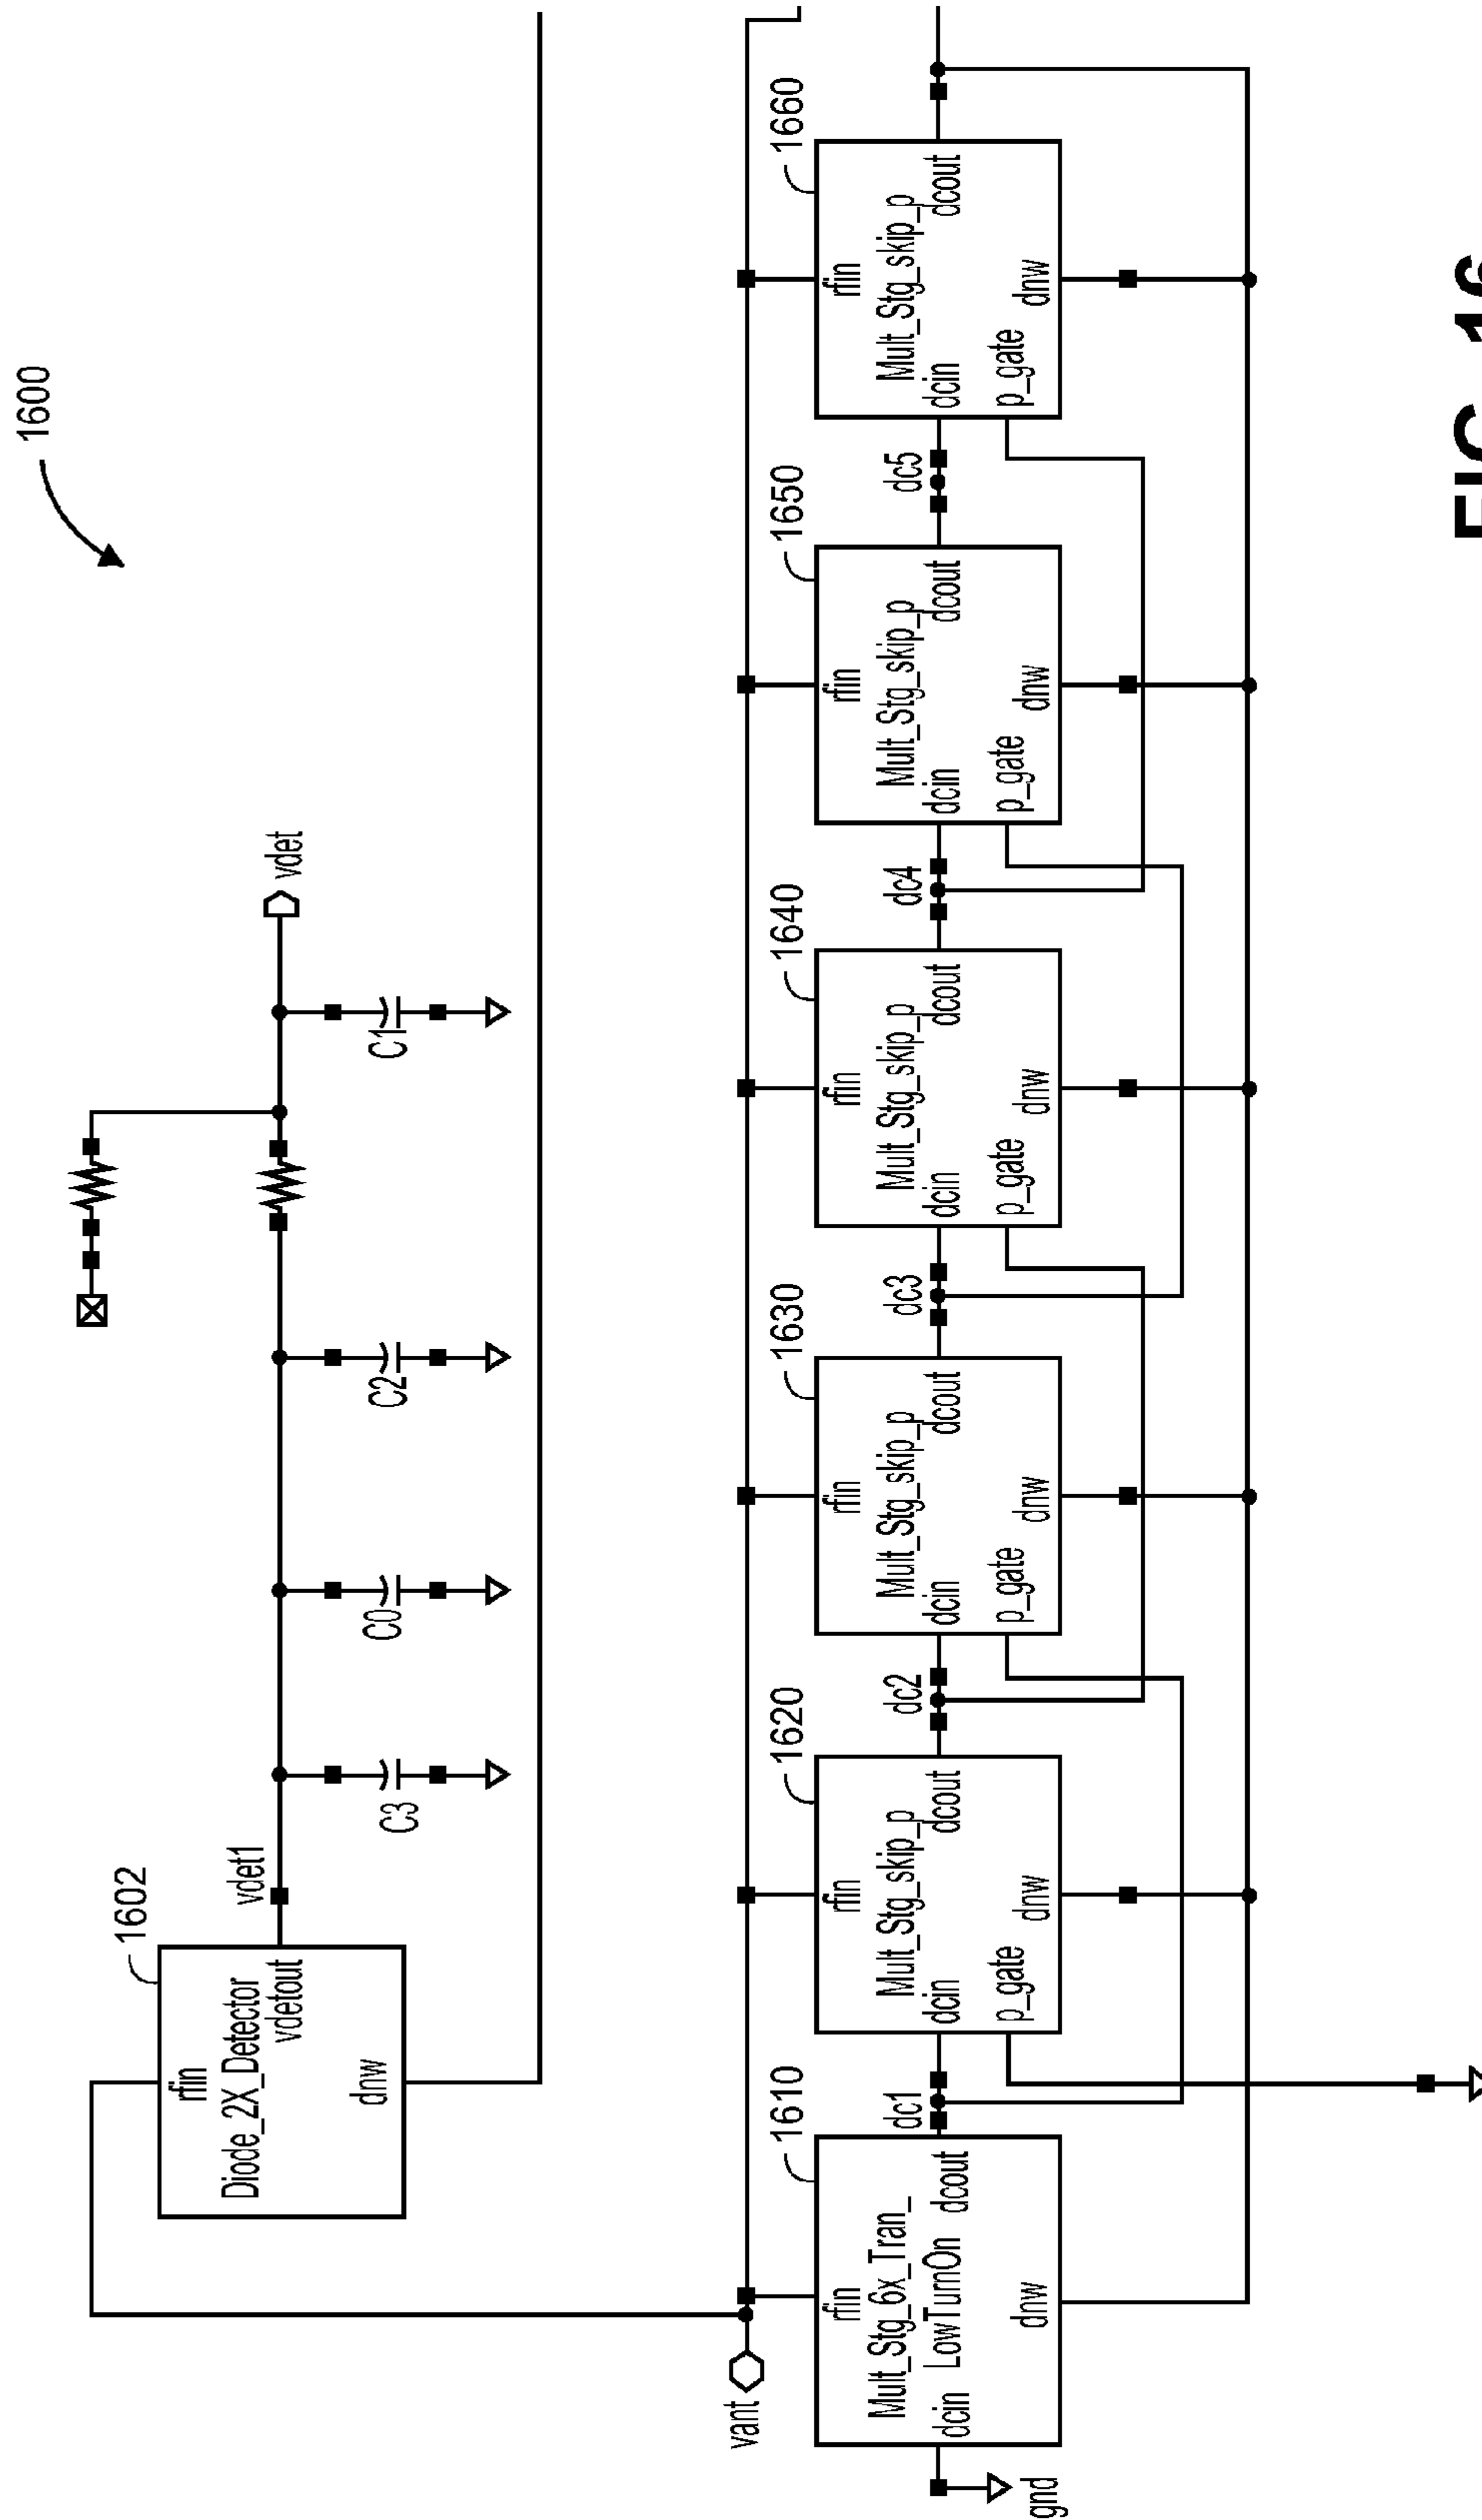 1600
1602
rfin
Diode_2X_Detector
vdetout
dnw
vdet1
C3
C0
C2
C1
vdet
vant
gnd
1610
rfin
Mult_Stg_6x_Tran_
dcin LowTurnOn dcout
dnw
dc1
1620
rfin
Mult_Stg_skip_p
dcin dcout
p_gate dnw
dc2
1630
rfin
Mult_Stg_skip_p
dcin dcout
p_gate dnw
dc3
1640
rfin
Mult_Stg_skip_p
dcin dcout
p_gate dnw
dc4
1650
rfin
Mult_Stg_skip_p
dcin dcout
p_gate dnw
dc5
1660
rfin
Mult_Stg_skip_p
dcin dcout
p_gate dnw